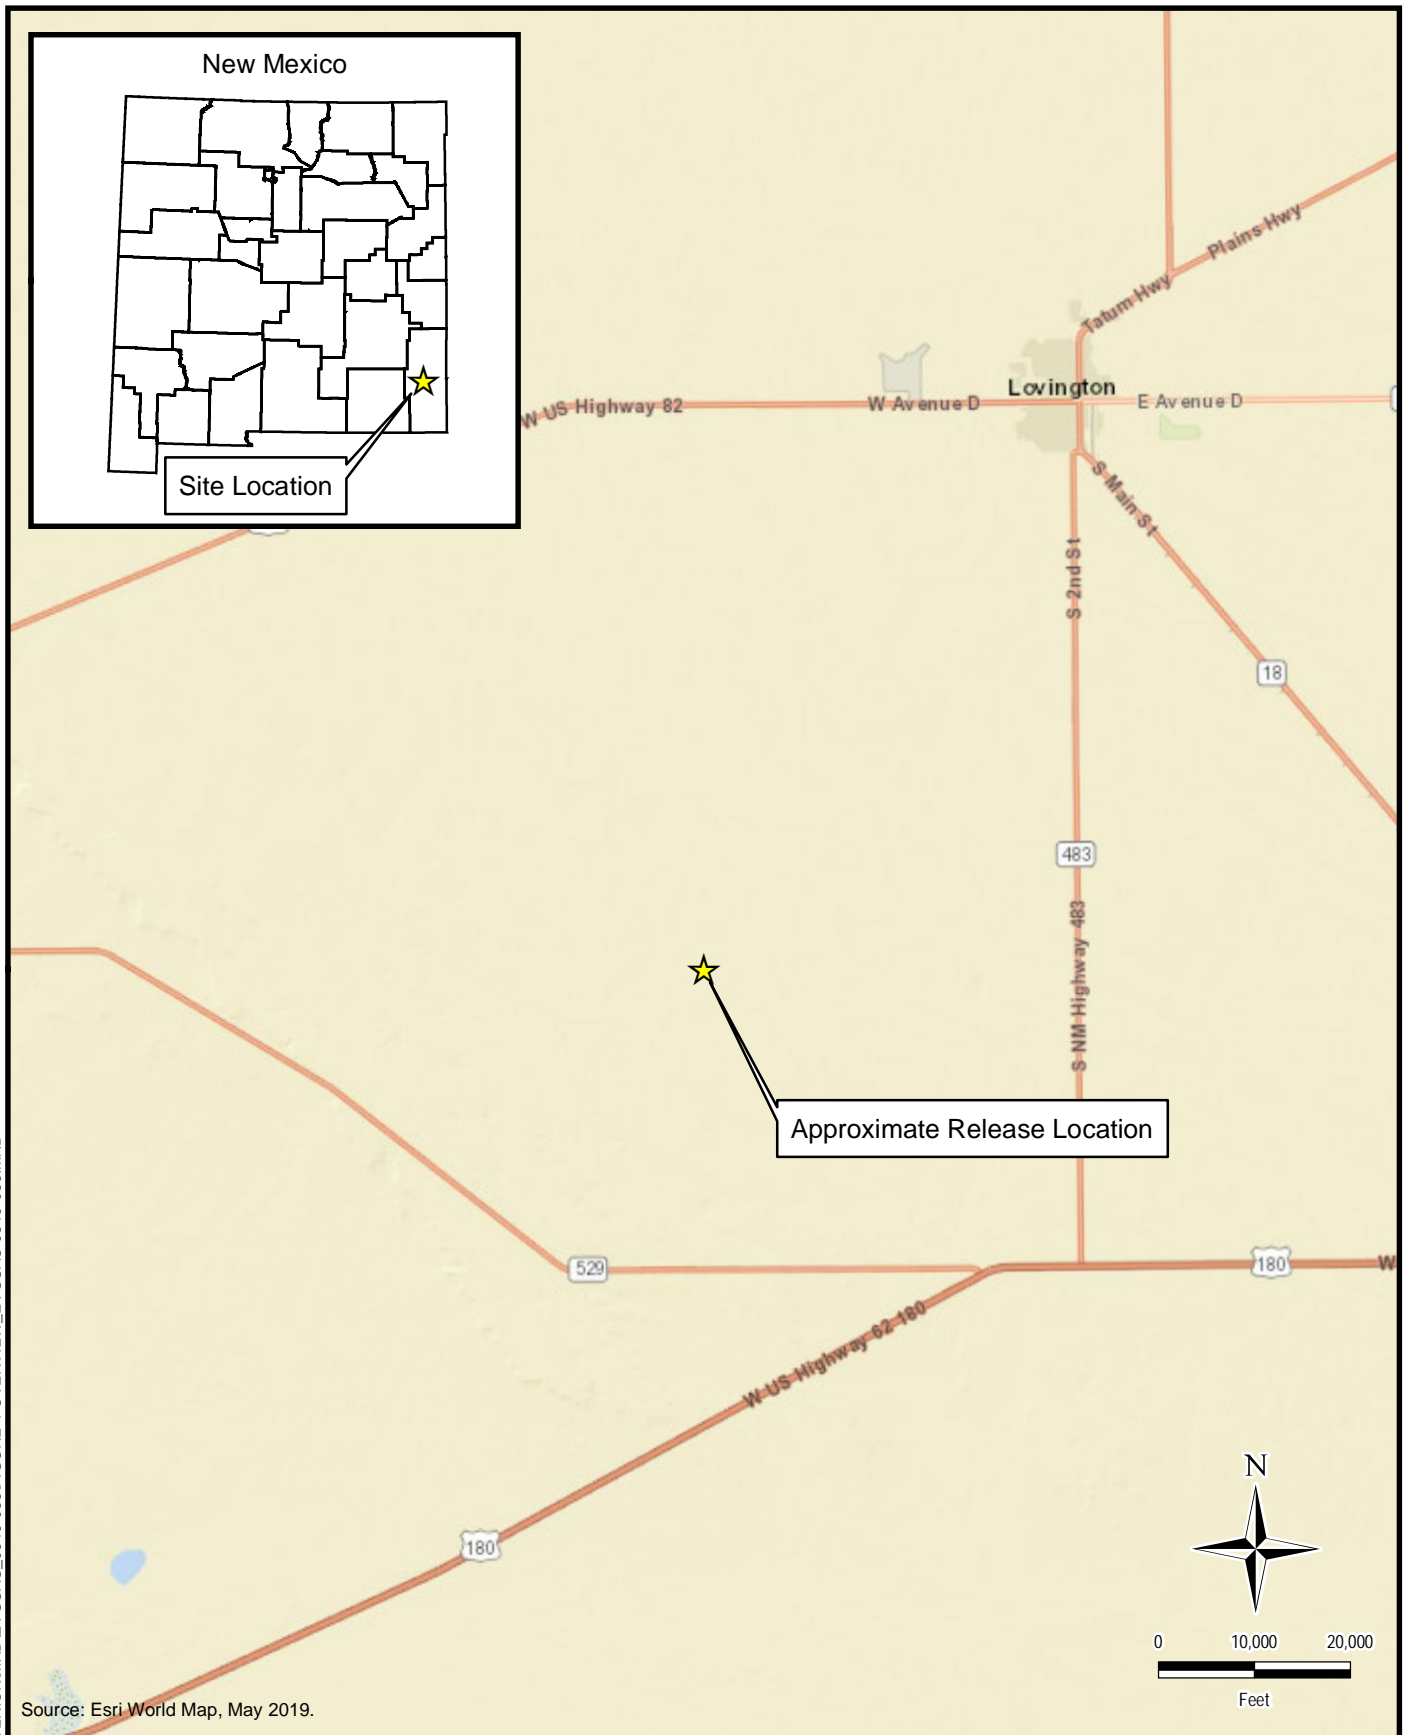 New Mexico
Site Location
Plains Hwy
Tatum Hwy
Lovington
W US Highway 82
W Avenue D
E Avenue D
S Main St
S 2nd St
18
483
S NM Highway 483
Approximate Release Location
529
180
W
W US Highway 62 180
180
N
0 10,000 20,000
Feet
Source: Esri World Map, May 2019.